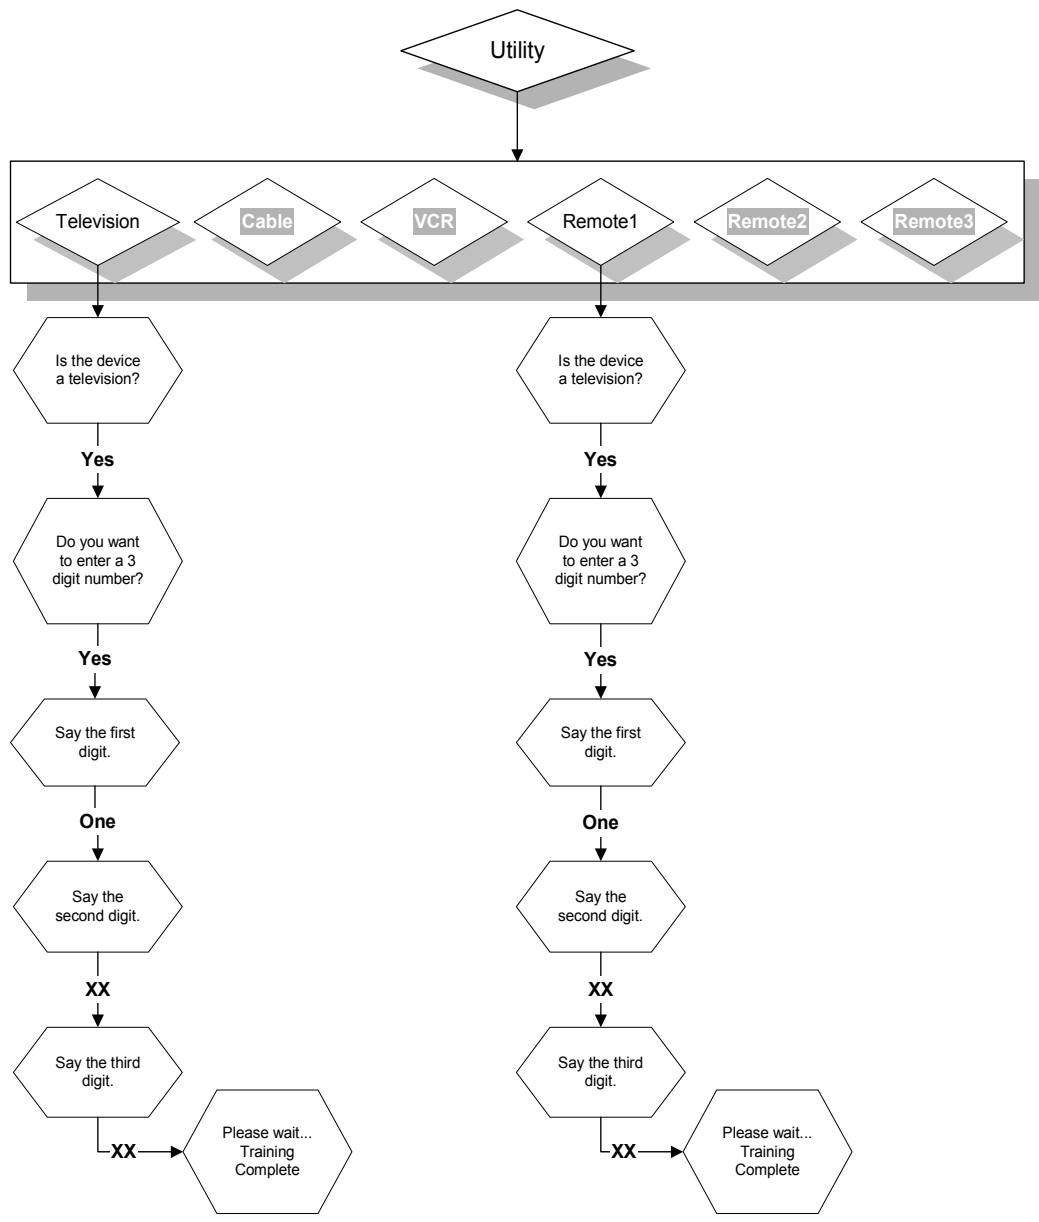 Utility
Television
Cable
VCR
Remote1
Remote2
Remote3
Is the device
a television?
Yes
Do you want
to enter a 3
digit number?
Yes
Say the first
digit.
One
Say the
second digit.
XX
Say the third
digit.
XX
Please wait...
Training
Complete
Is the device
a television?
Yes
Do you want
to enter a 3
digit number?
Yes
Say the first
digit.
One
Say the
second digit.
XX
Say the third
digit.
XX
Please wait...
Training
Complete